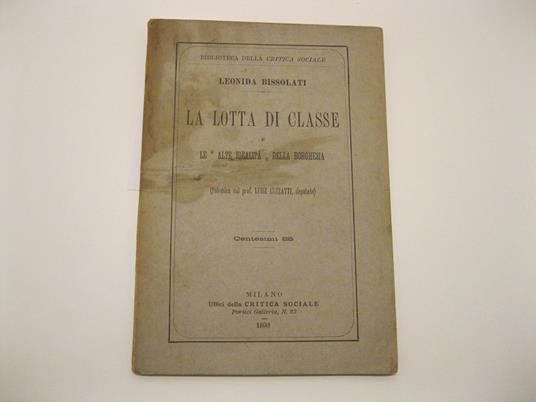 BIBLIOTECA DELLA CRITICA SOCIALE
LEONIDA BISSOLATI
LA LOTTA DI CLASSE
E
LE " ALTE IDEALITÀ „ DELLA BORGHESIA
(Polemica col prof. LUIGI LUZZATTI, deputato)
Centesimi
MILANO
Uffici della CRITICA SOCIALE
Portici Galleria, N. 23